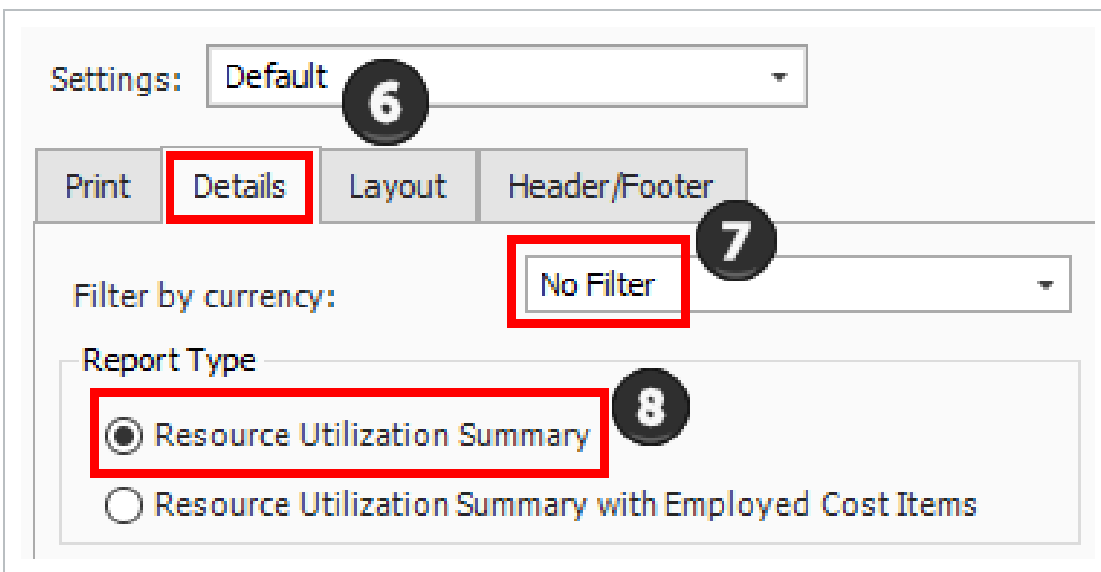 Settings: Default
6
Print Details Layout Header/Footer
7
Filter by currency: No Filter
Report Type
8
Resource Utilization Summary
Resource Utilization Summary with Employed Cost Items